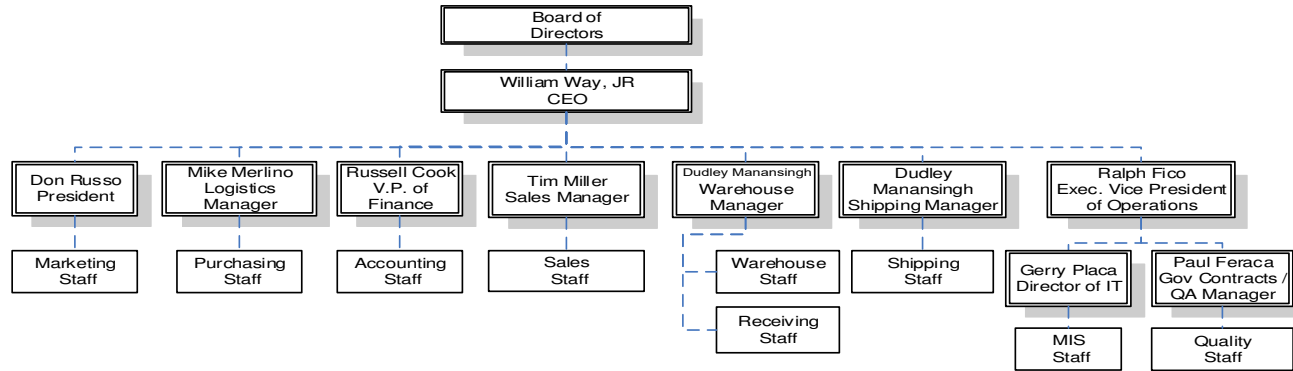 Board of
Directors
William Way, JR
CEO
Don Russo
President
Mike Merlino
Logistics
Manager
Russell Cook
V.P. of
Finance
Tim Miller
Sales Manager
Dudley Manansingh
Warehouse
Manager
Dudley
Manansingh
Shipping Manager
Ralph Fico
Exec. Vice President
of Operations
Marketing
Staff
Purchasing
Staff
Accounting
Staff
Sales
Staff
Warehouse
Staff
Receiving
Staff
Shipping
Staff
Gerry Placa
Director of IT
Paul Feraca
Gov Contracts /
QA Manager
MIS
Staff
Quality
Staff